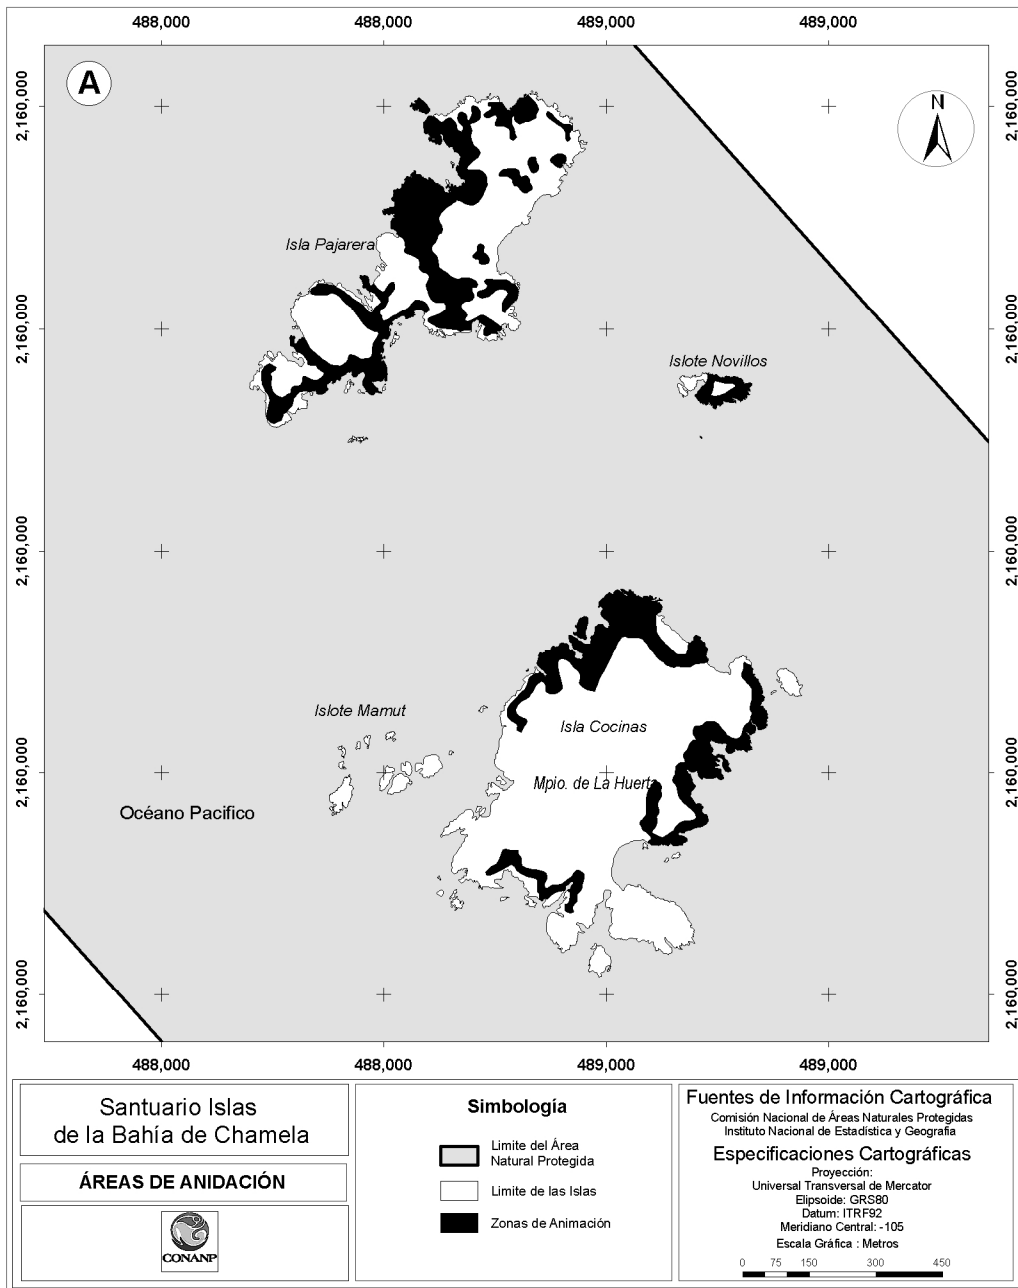 488,000 488,000 489,000 489,000
A
N
2,160,000 2,160,000
Isla Pajarera
2,160,000 2,160,000
Islote Novillos
2,160,000 2,160,000
Islote Mamut
Isla Cocinas
2,160,000 2,160,000
Mpio. de La Huerta
Océano Pacifico
2,160,000 2,160,000
488,000 488,000 489,000 489,000
Santuario Islas
de la Bahía de Chamela
ÁREAS DE ANIDACIÓN
CONANP
Simbología
Limite del Área
Natural Protegida
Limite de las Islas
Zonas de Animación
Fuentes de Información Cartográfica
Comisión Nacional de Áreas Naturales Protegidas
Instituto Nacional de Estadística y Geografia
Especificaciones Cartográficas
Proyección:
Universal Transversal de Mercator
Elipsoide: GRS80
Datum: ITRF92
Meridiano Central: -105
Escala Gráfica : Metros
0 75 150 300 450